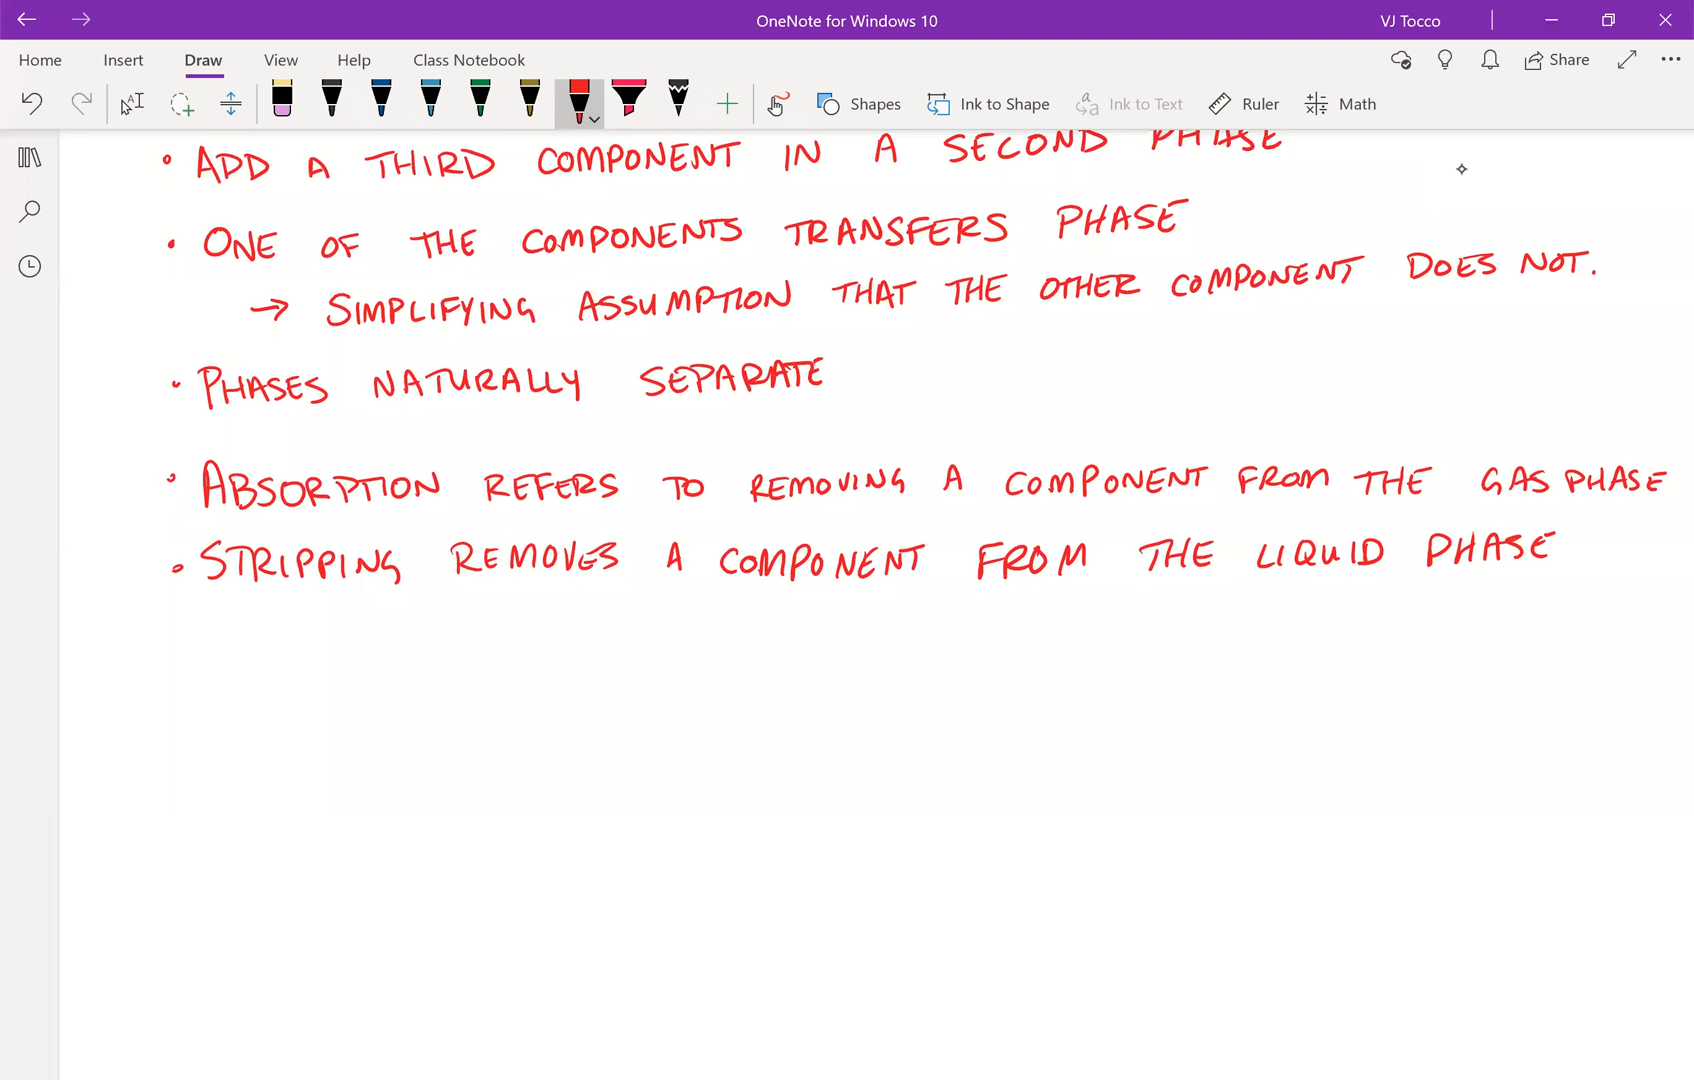 OneNote for Windows 10
VJ Tocco
Home Insert Draw View Help Class Notebook
Share
Shapes Ink to Shape Ink to Text Ruler Math
• ADD A THIRD COMPONENT IN A SECOND PHASE
• ONE OF THE COMPONENTS TRANSFERS PHASE
→ SIMPLIFYING ASSUMPTION THAT THE OTHER COMPONENT DOES NOT.
• PHASES NATURALLY SEPARATE
• ABSORPTION REFERS TO REMOVING A COMPONENT FROM THE GAS PHASE
• STRIPPING REMOVES A COMPONENT FROM THE LIQUID PHASE